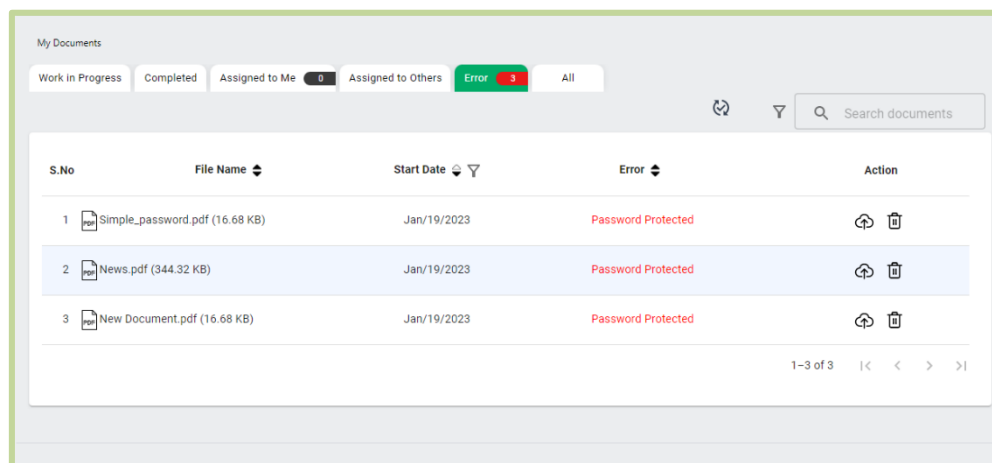 My Documents
Work in Progress Completed Assigned to Me 0 Assigned to Others Error 3 All
Search documents
S.No File Name Start Date Error Action
1 PDF Simple_password.pdf (16.68 KB) Jan/19/2023 Password Protected
2 PDF News.pdf (344.32 KB) Jan/19/2023 Password Protected
3 PDF New Document.pdf (16.68 KB) Jan/19/2023 Password Protected
1–3 of 3